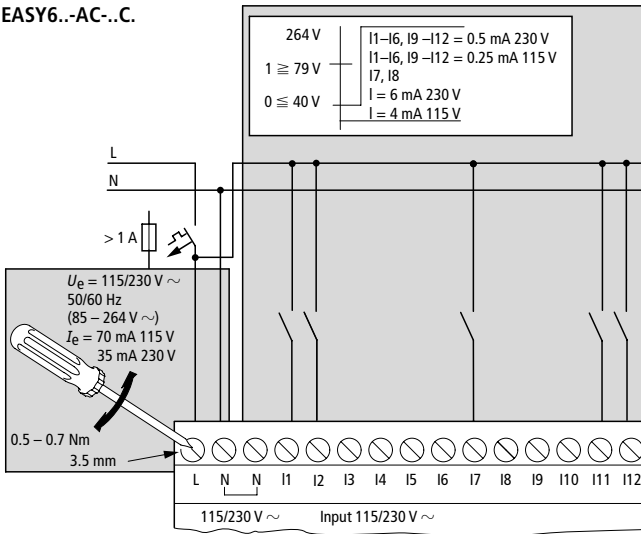 EASY6..-AC-..C.
264 V
1 ≧ 79 V
0 ≦ 40 V
I1–I6, I9 –I12 = 0.5 mA 230 V
I1–I6, I9 –I12 = 0.25 mA 115 V
I7, I8
I = 6 mA 230 V
I = 4 mA 115 V
L
N
> 1 A
Ue = 115/230 V ~
50/60 Hz
(85 – 264 V ~)
Ie = 70 mA 115 V
35 mA 230 V
0.5 – 0.7 Nm
3.5 mm
L N N I1 I2 I3 I4 I5 I6 I7 I8 I9 I10 I11 I12
115/230 V ~ Input 115/230 V ~